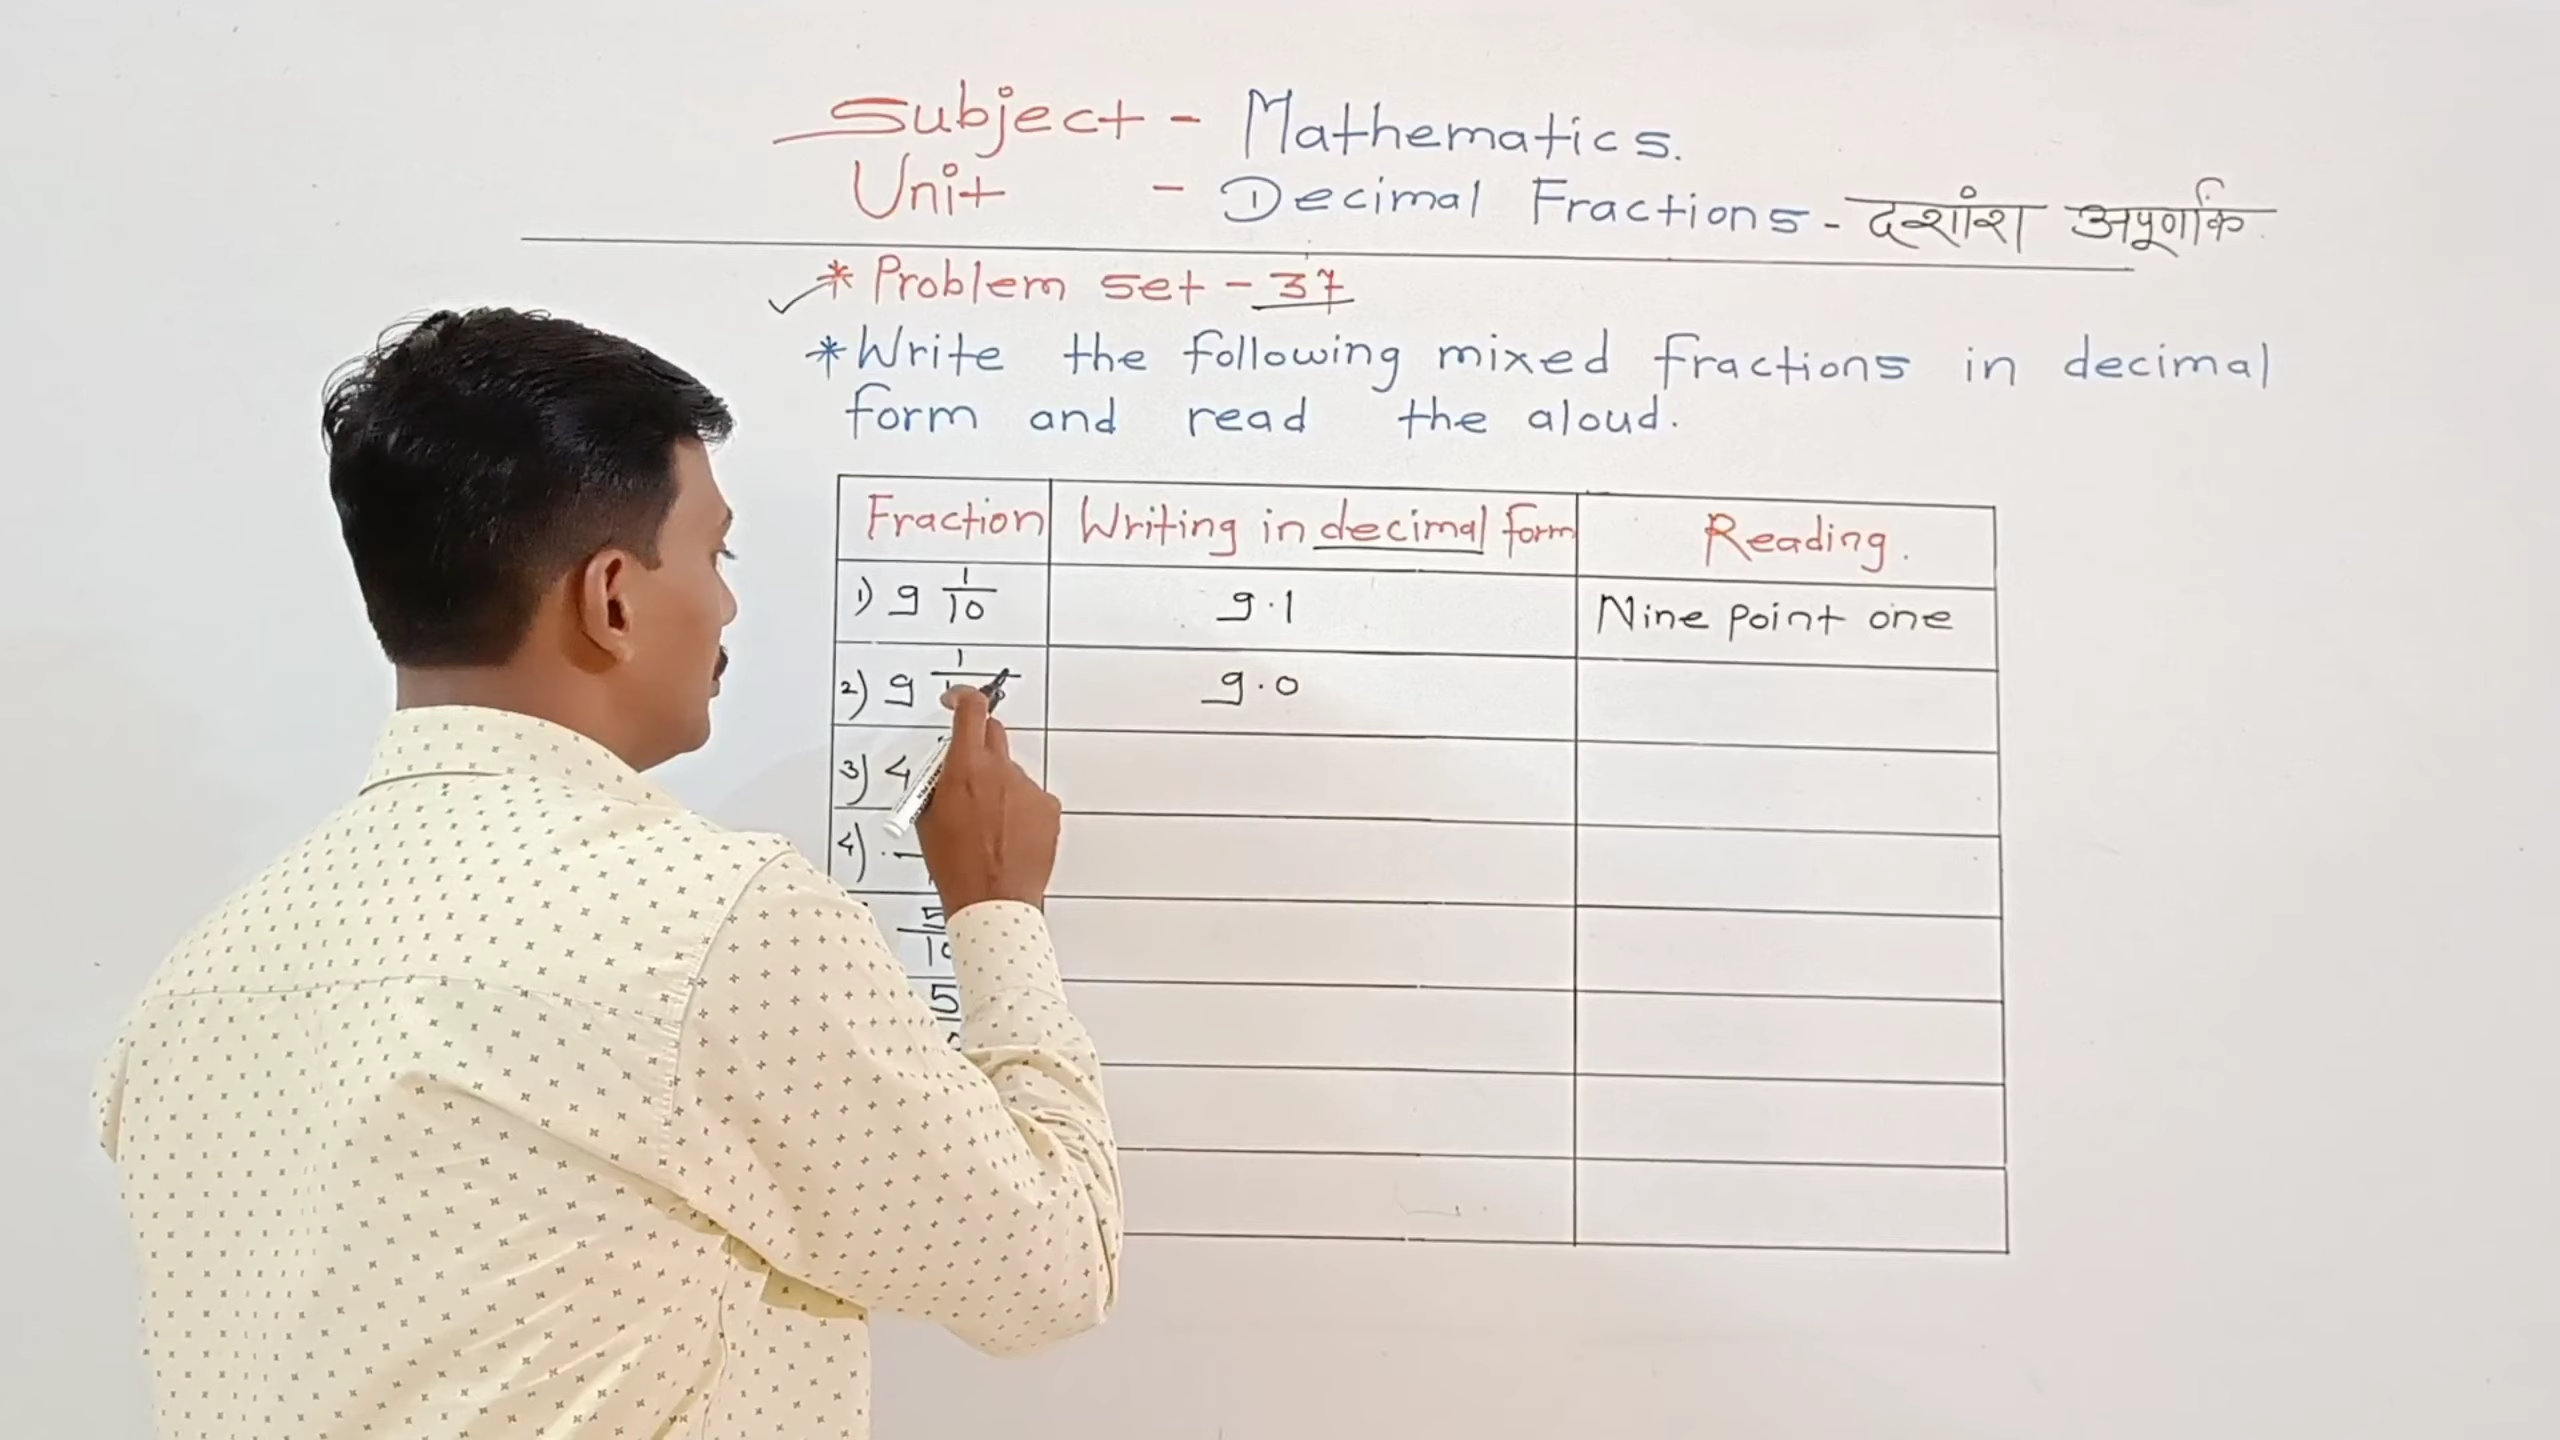 Subject - Mathematics.
Unit - Decimal Fractions - दशांश अपूर्णांक
* Problem set - 37
* Write the following mixed fractions in decimal
form and read the aloud.
Fraction Writing in decimal form Reading.
1) 9 1/10 9.1 Nine point one
2) 9 1/ 9.0
3) 4
4)
5/10
5